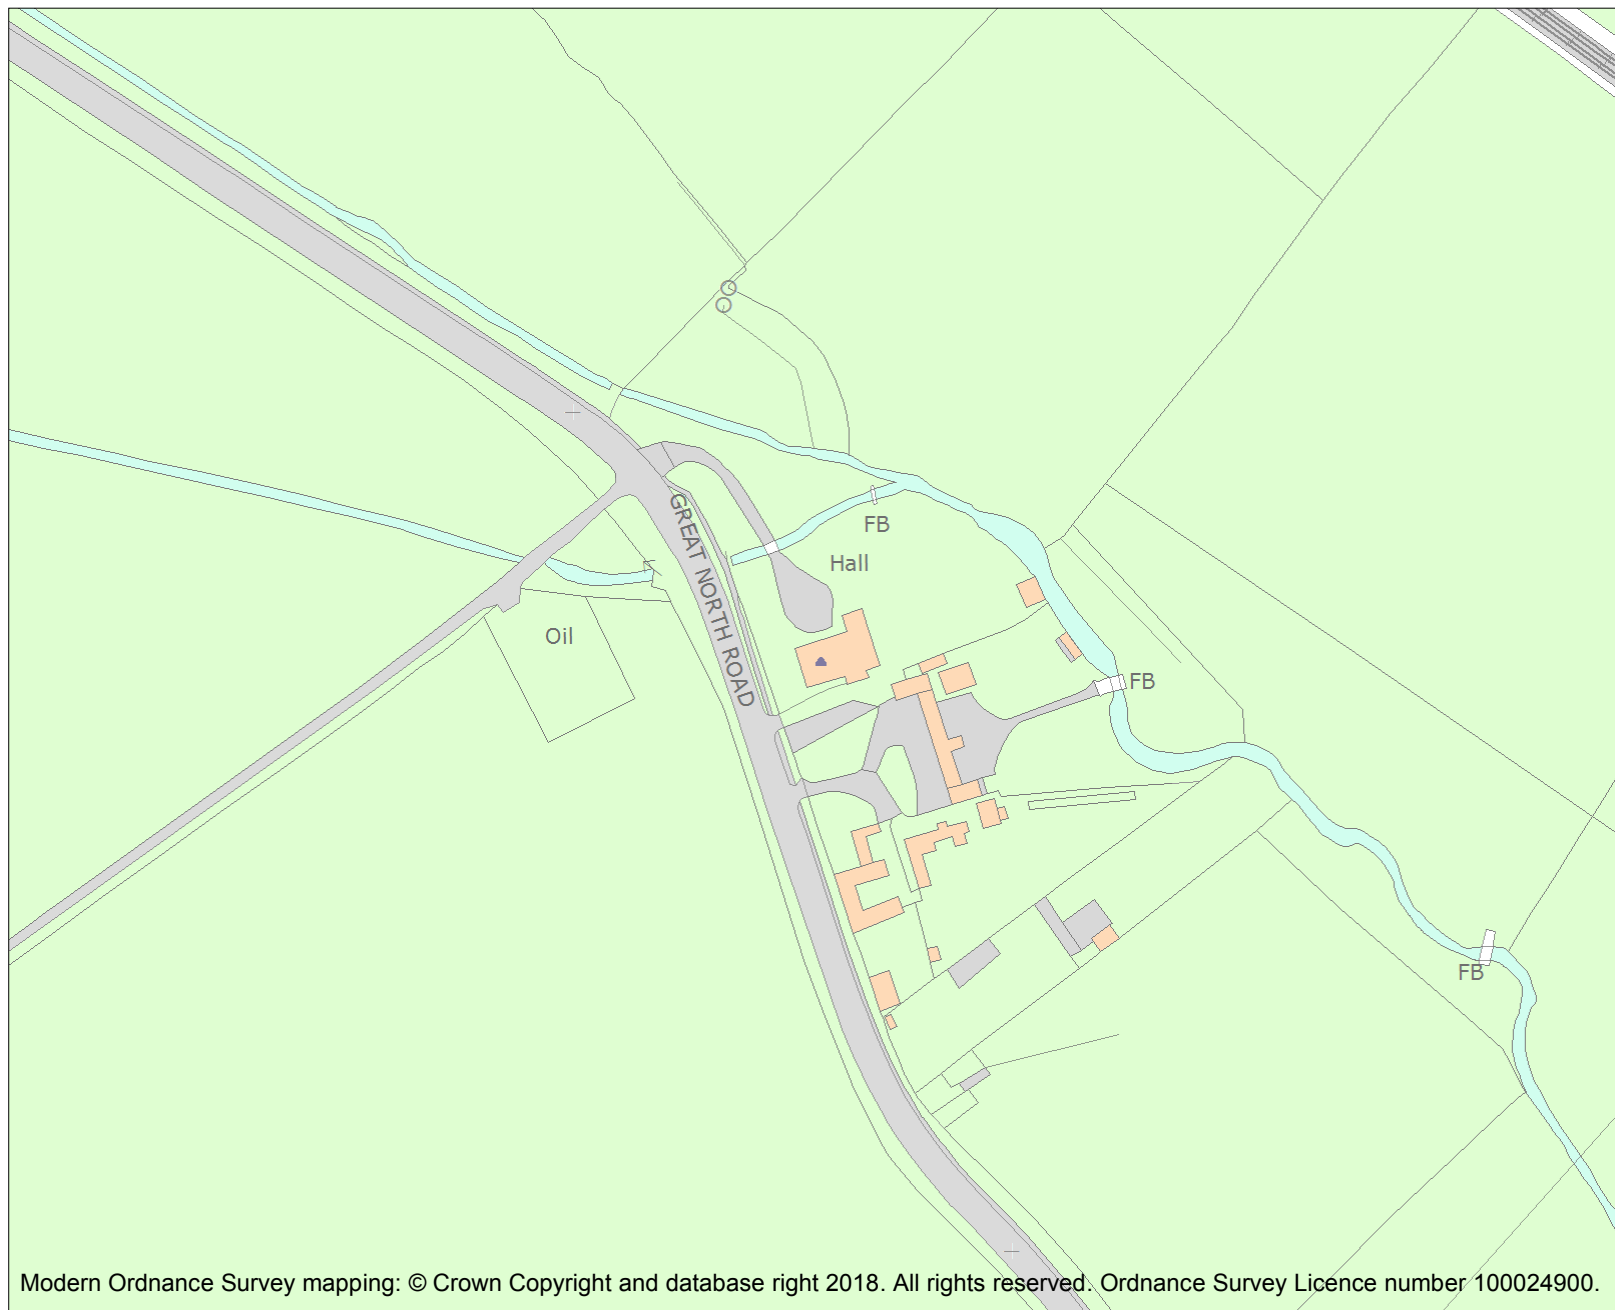 GREAT NORTH ROAD
FB
Hall
Oil
FB
FB
Modern Ordnance Survey mapping: © Crown Copyright and database right 2018. All rights reserved. Ordnance Survey Licence number 100024900.